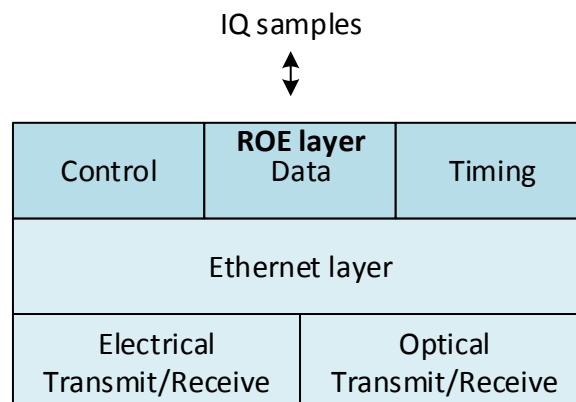 IQ samples
ROE layer
Control
Data
Timing
Ethernet layer
Electrical
Transmit/Receive
Optical
Transmit/Receive